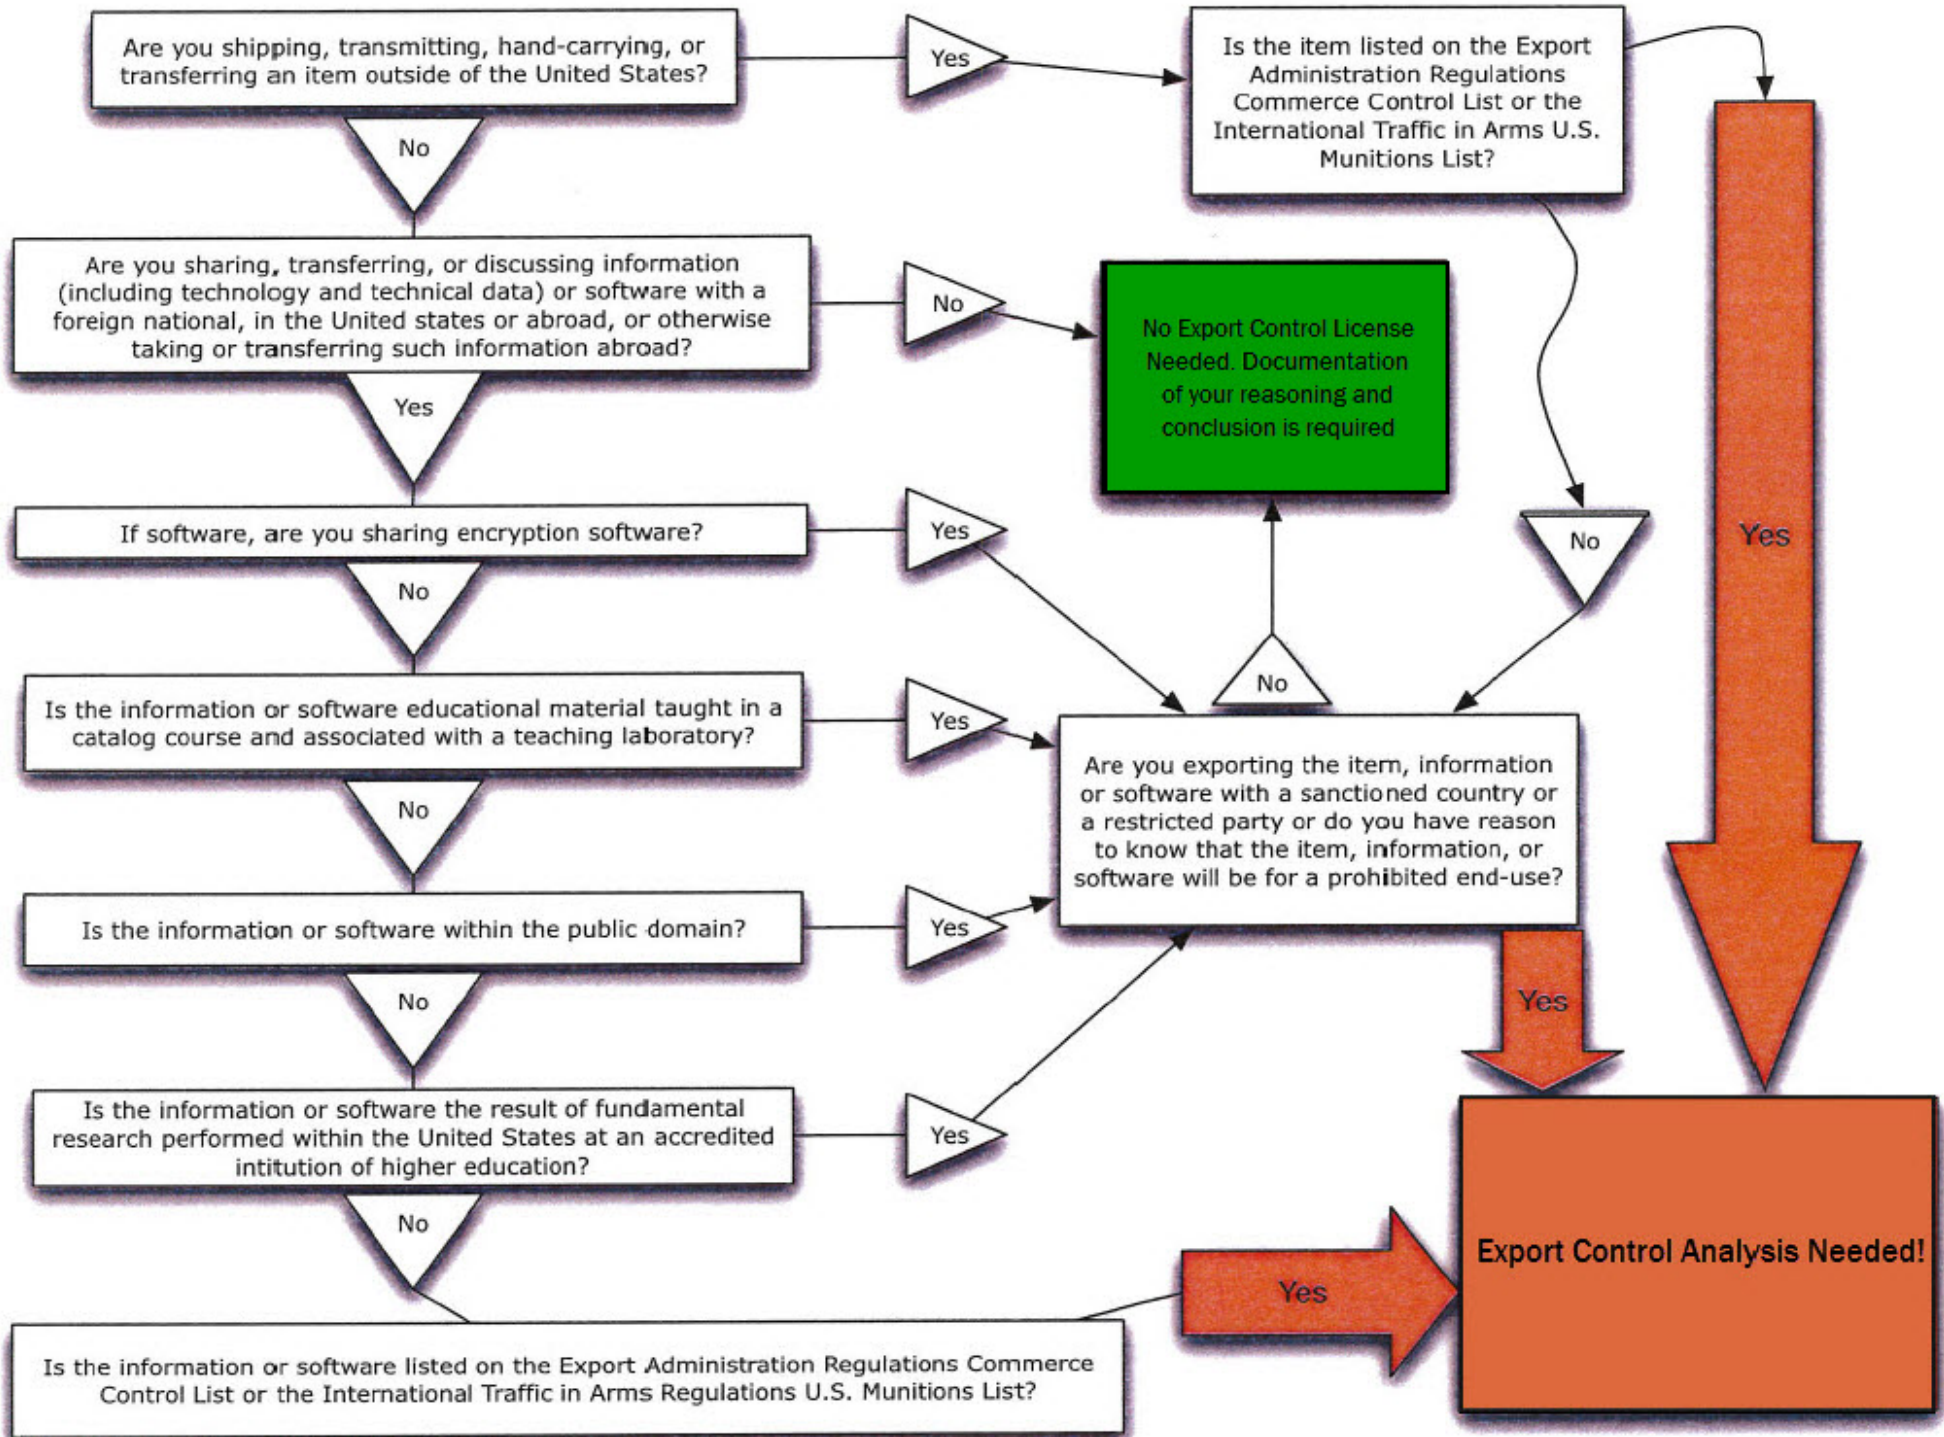 Are you shipping, transmitting, hand-carrying, or
transferring an item outside of the United States?
Yes
Is the item listed on the Export
Administration Regulations
Commerce Control List or the
International Traffic in Arms U.S.
Munitions List?
No
Are you sharing, transferring, or discussing information
(including technology and technical data) or software with a
foreign national, in the United states or abroad, or otherwise
taking or transferring such information abroad?
No
No Export Control License
Needed. Documentation
of your reasoning and
conclusion is required
Yes
If software, are you sharing encryption software?
Yes
No
Yes
No
Is the information or software educational material taught in a
catalog course and associated with a teaching laboratory?
Yes
No
Are you exporting the item, information
or software with a sanctioned country or
a restricted party or do you have reason
to know that the item, information, or
software will be for a prohibited end-use?
No
Is the information or software within the public domain?
Yes
No
Yes
Is the information or software the result of fundamental
research performed within the United States at an accredited
intitution of higher education?
Yes
No
Export Control Analysis Needed!
Yes
Is the information or software listed on the Export Administration Regulations Commerce
Control List or the International Traffic in Arms Regulations U.S. Munitions List?